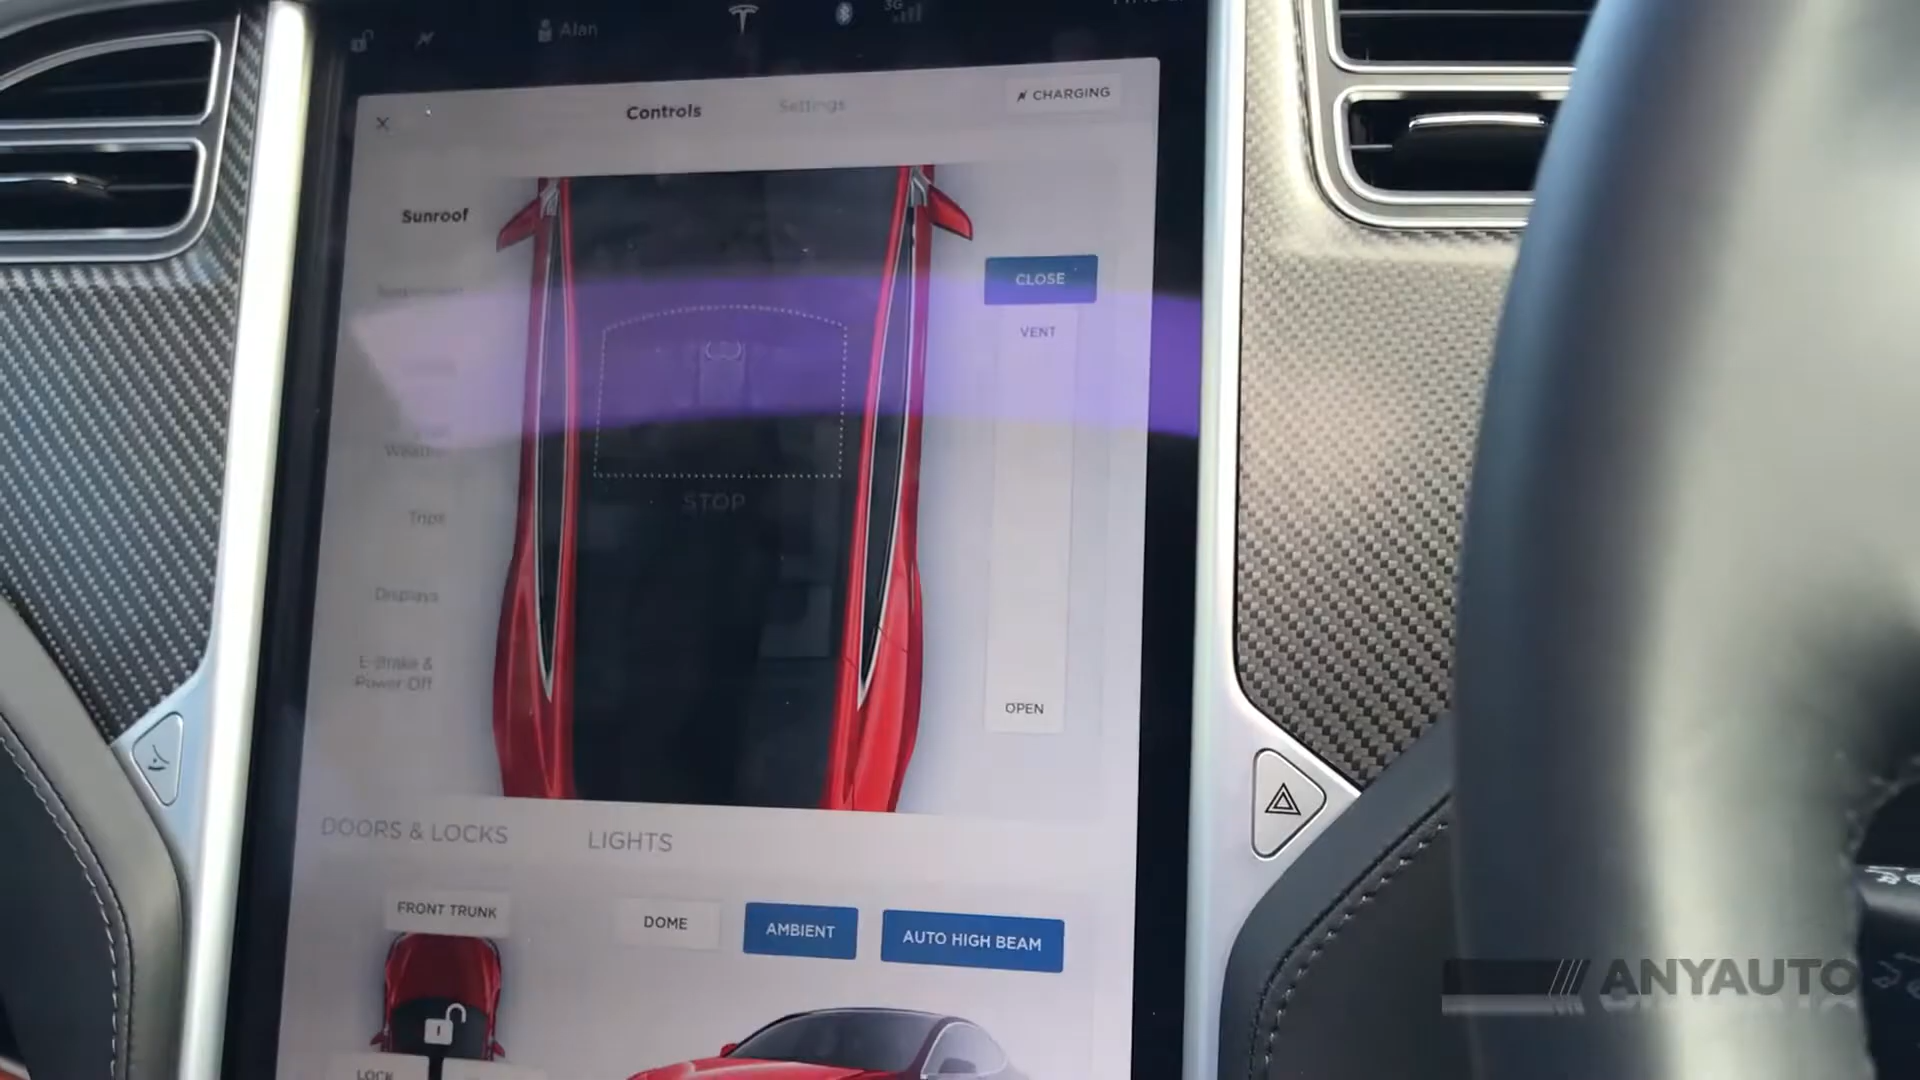 Alan
3G
Controls
Settings
CHARGING
Sunroof
CLOSE
VENT
STOP
Trips
Displays
E-Brake &
Power Off
OPEN
DOORS & LOCKS
LIGHTS
FRONT TRUNK
DOME
AMBIENT
AUTO HIGH BEAM
LOCK
ANYAUTO